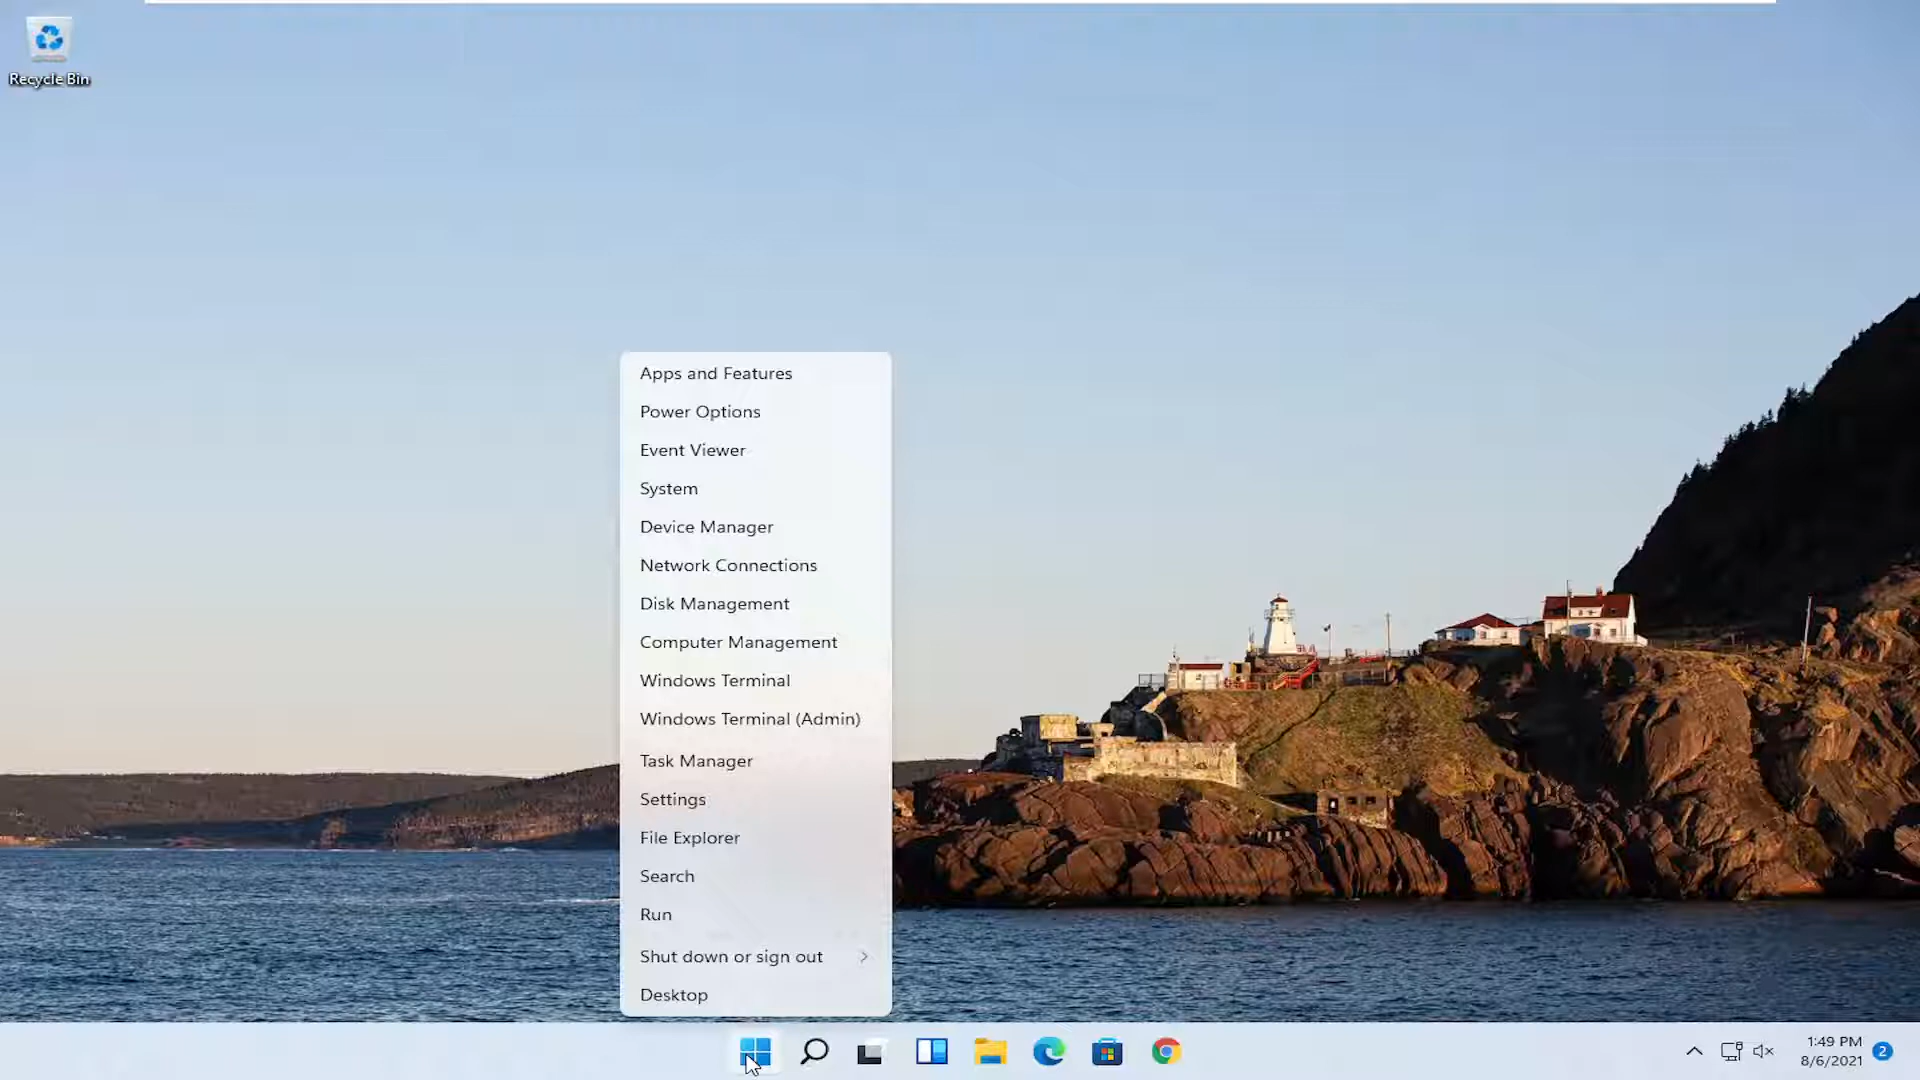 Recycle Bin
Apps and Features
Power Options
Event Viewer
System
Device Manager
Network Connections
Disk Management
Computer Management
Windows Terminal
Windows Terminal (Admin)
Task Manager
Settings
File Explorer
Search
Run
Shut down or sign out
Desktop
1:49 PM
8/6/2021
2